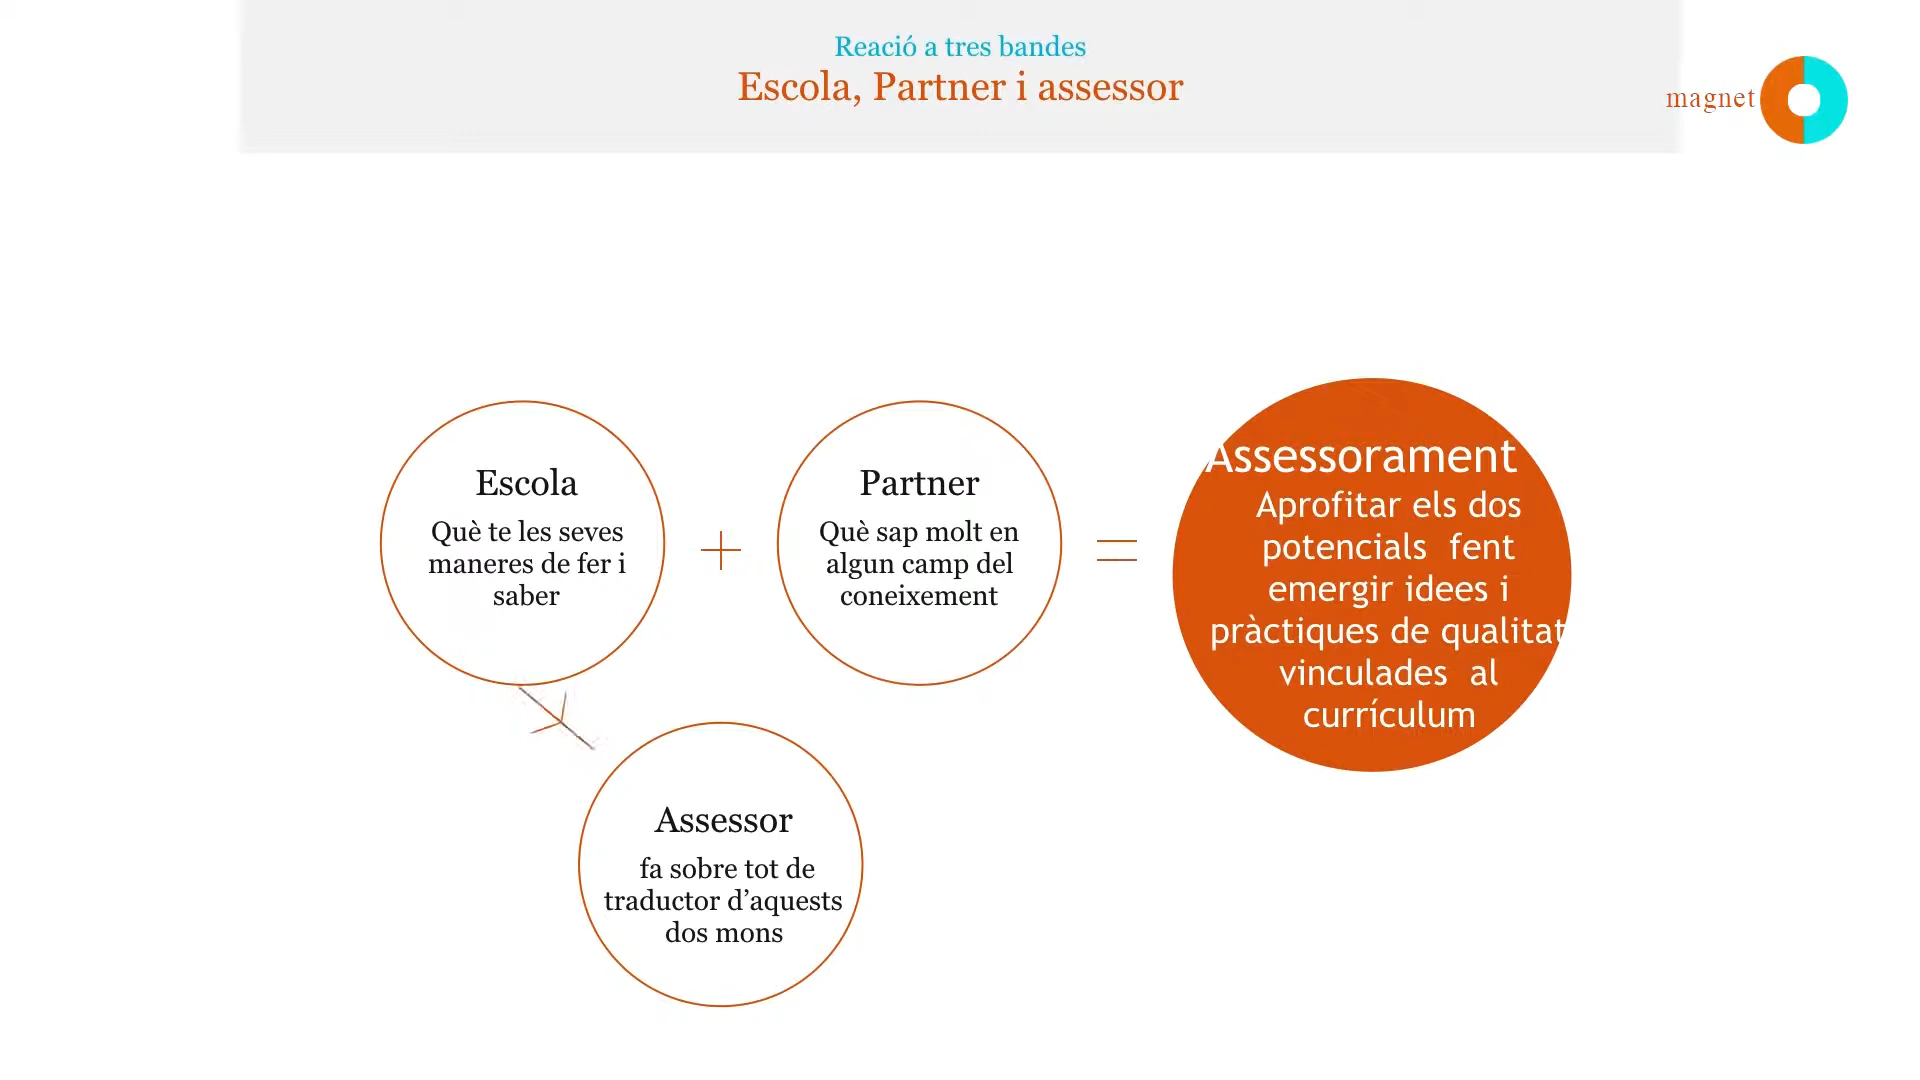 Reació a tres bandes
Escola, Partner i assessor
magnet
Escola
Què te les seves
maneres de fer i
saber
Partner
Què sap molt en
algun camp del
coneixement
Assessorament
Aprofitar els dos
potencials  fent
emergir idees i
pràctiques de qualitat
vinculades  al
currículum
Assessor
fa sobre tot de
traductor d’aquests
dos mons